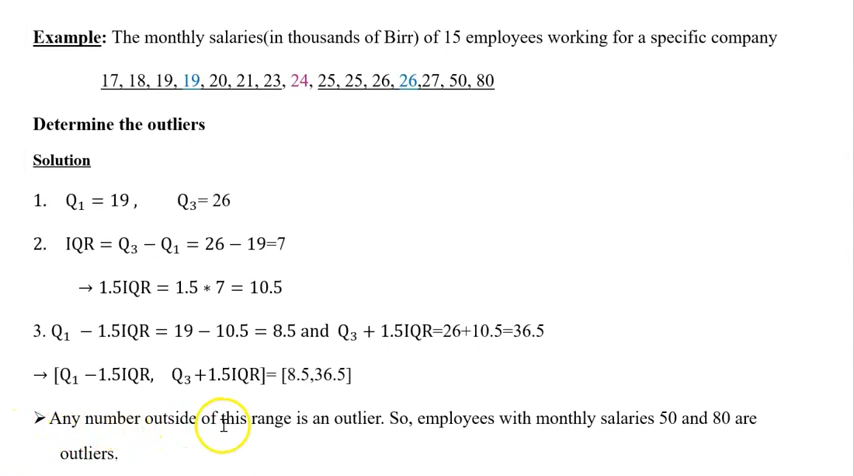 Example: The monthly salaries(in thousands of Birr) of 15 employees working for a specific company
17, 18, 19, 19, 20, 21, 23, 24, 25, 25, 26, 26,27, 50, 80
Determine the outliers
Solution
1. Q₁ = 19 , Q₃= 26
2. IQR = Q₃ − Q₁ = 26 − 19=7
→ 1.5IQR = 1.5 ∗ 7 = 10.5
3. Q₁ − 1.5IQR = 19 − 10.5 = 8.5 and Q₃ + 1.5IQR=26+10.5=36.5
→ [Q₁ −1.5IQR, Q₃ +1.5IQR]= [8.5,36.5]
➢ Any number outside of this range is an outlier. So, employees with monthly salaries 50 and 80 are
outliers.